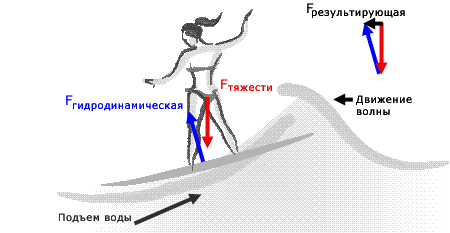 Fрезультирующая
Fтяжести
Fгидродинамическая
Движение
волны
Подъем воды